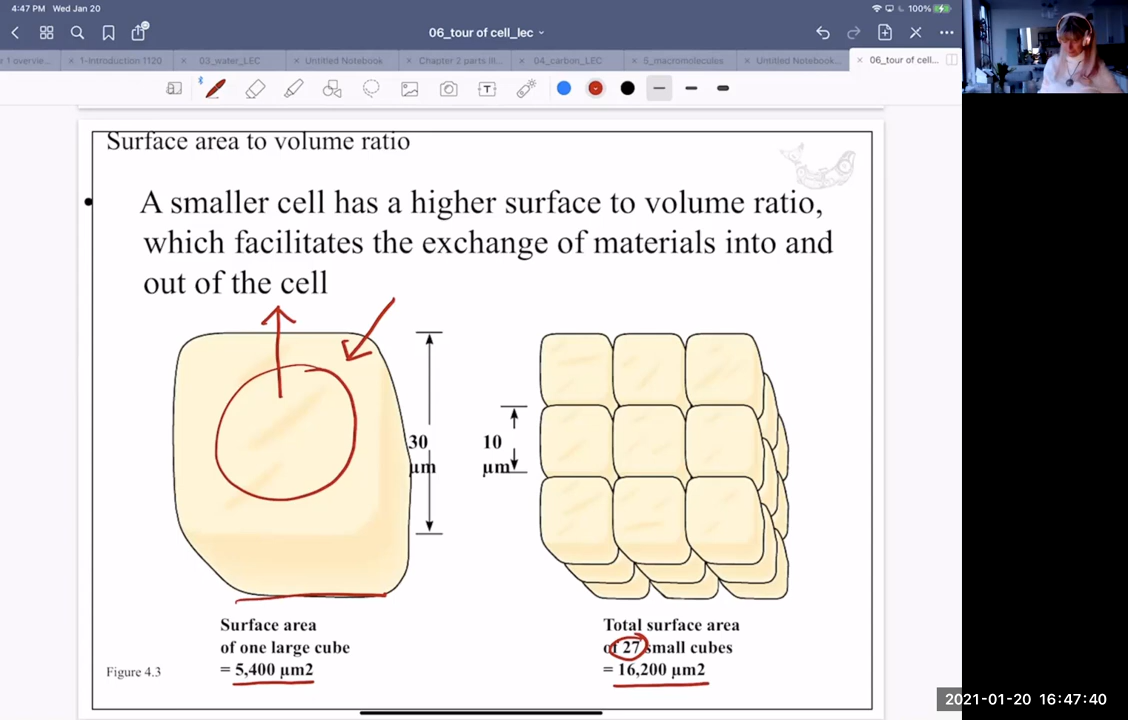 4:47 PM Wed Jan 20
100%
06_tour of cell_lec
1 overvie...
1-Introduction 1120
03_water_LEC
Untitled Notebook
Chapter 2 parts III...
04_carbon_LEC
5_macromolecules
Untitled Notebook...
06_tour of cell...
Surface area to volume ratio
• A smaller cell has a higher surface to volume ratio,
which facilitates the exchange of materials into and
out of the cell
30
µm
10
µm
Surface area
of one large cube
= 5,400 µm2
Total surface area
of 27 small cubes
= 16,200 µm2
Figure 4.3
2021-01-20 16:47:40